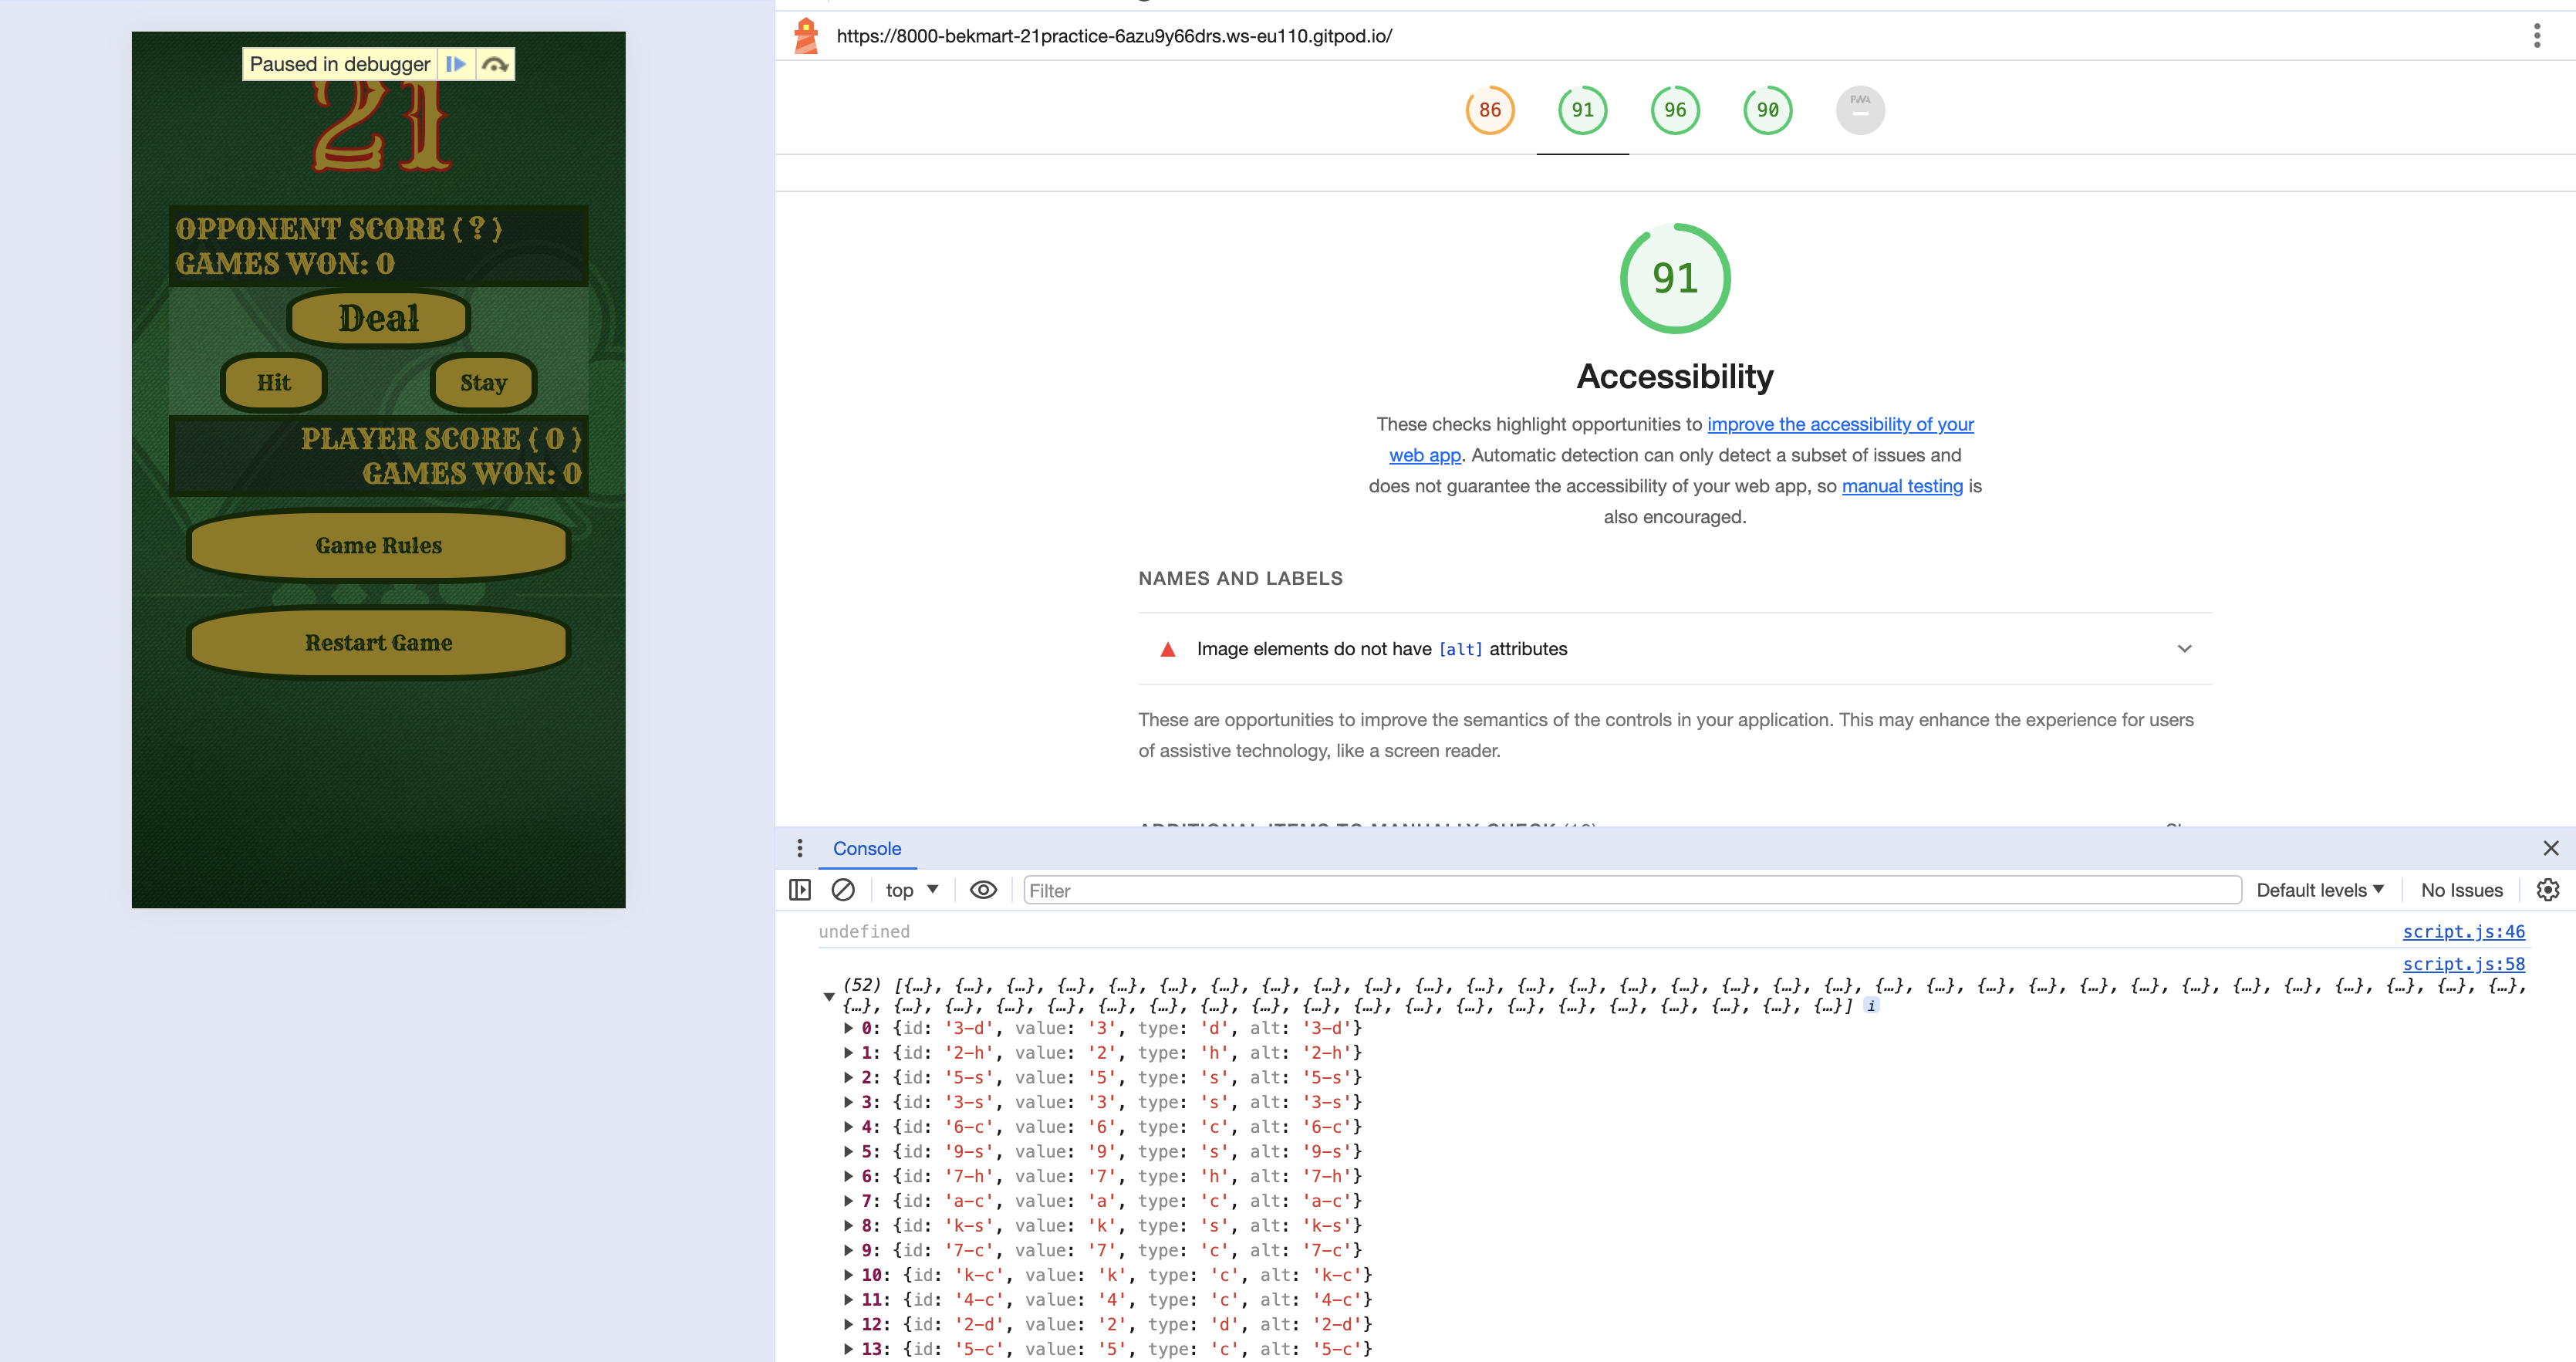 Paused in debugger
21
OPPONENT SCORE ( ? )
GAMES WON: 0
Deal
Hit
Stay
PLAYER SCORE ( 0 )
GAMES WON: 0
Game Rules
Restart Game
https://8000-bekmart-21practice-6azu9y66drs.ws-eu110.gitpod.io/
86
91
96
90
PWA
91
Accessibility
These checks highlight opportunities to improve the accessibility of your
web app. Automatic detection can only detect a subset of issues and
does not guarantee the accessibility of your web app, so manual testing is
also encouraged.
NAMES AND LABELS
Image elements do not have [alt] attributes
These are opportunities to improve the semantics of the controls in your application. This may enhance the experience for users
of assistive technology, like a screen reader.
ADDITIONAL ITEMS TO MANUALLY CHECK (10)
Console
top
Filter
Default levels
No Issues
undefined
script.js:46
script.js:58
(52) [{…}, {…}, {…}, {…}, {…}, {…}, {…}, {…}, {…}, {…}, {…}, {…}, {…}, {…}, {…}, {…}, {…}, {…}, {…}, {…}, {…}, {…}, {…}, {…}, {…}, {…}, {…}, {…}, {…}, {…}, {…}, {…},
{…}, {…}, {…}, {…}, {…}, {…}, {…}, {…}, {…}, {…}, {…}, {…}, {…}, {…}, {…}, {…}, {…}, {…}, {…}, {…}] i
0: {id: '3-d', value: '3', type: 'd', alt: '3-d'}
1: {id: '2-h', value: '2', type: 'h', alt: '2-h'}
2: {id: '5-s', value: '5', type: 's', alt: '5-s'}
3: {id: '3-s', value: '3', type: 's', alt: '3-s'}
4: {id: '6-c', value: '6', type: 'c', alt: '6-c'}
5: {id: '9-s', value: '9', type: 's', alt: '9-s'}
6: {id: '7-h', value: '7', type: 'h', alt: '7-h'}
7: {id: 'a-c', value: 'a', type: 'c', alt: 'a-c'}
8: {id: 'k-s', value: 'k', type: 's', alt: 'k-s'}
9: {id: '7-c', value: '7', type: 'c', alt: '7-c'}
10: {id: 'k-c', value: 'k', type: 'c', alt: 'k-c'}
11: {id: '4-c', value: '4', type: 'c', alt: '4-c'}
12: {id: '2-d', value: '2', type: 'd', alt: '2-d'}
13: {id: '5-c', value: '5', type: 'c', alt: '5-c'}